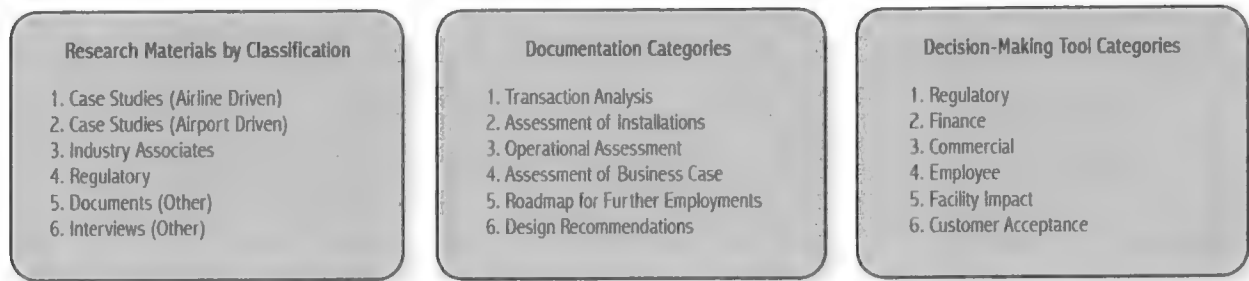 Research Materials by Classification
1. Case Studies (Airline Driven)
2. Case Studies (Airport Driven)
3. Industry Associates
4. Regulatory
5. Documents (Other)
6. Interviews (Other)
Documentation Categories
1. Transaction Analysis
2. Assessment of Installations
3. Operational Assessment
4. Assessment of Business Case
5. Roadmap for Further Employments
6. Design Recommendations
Decision-Making Tool Categories
1. Regulatory
2. Finance
3. Commercial
4. Employee
5. Facility Impact
6. Customer Acceptance